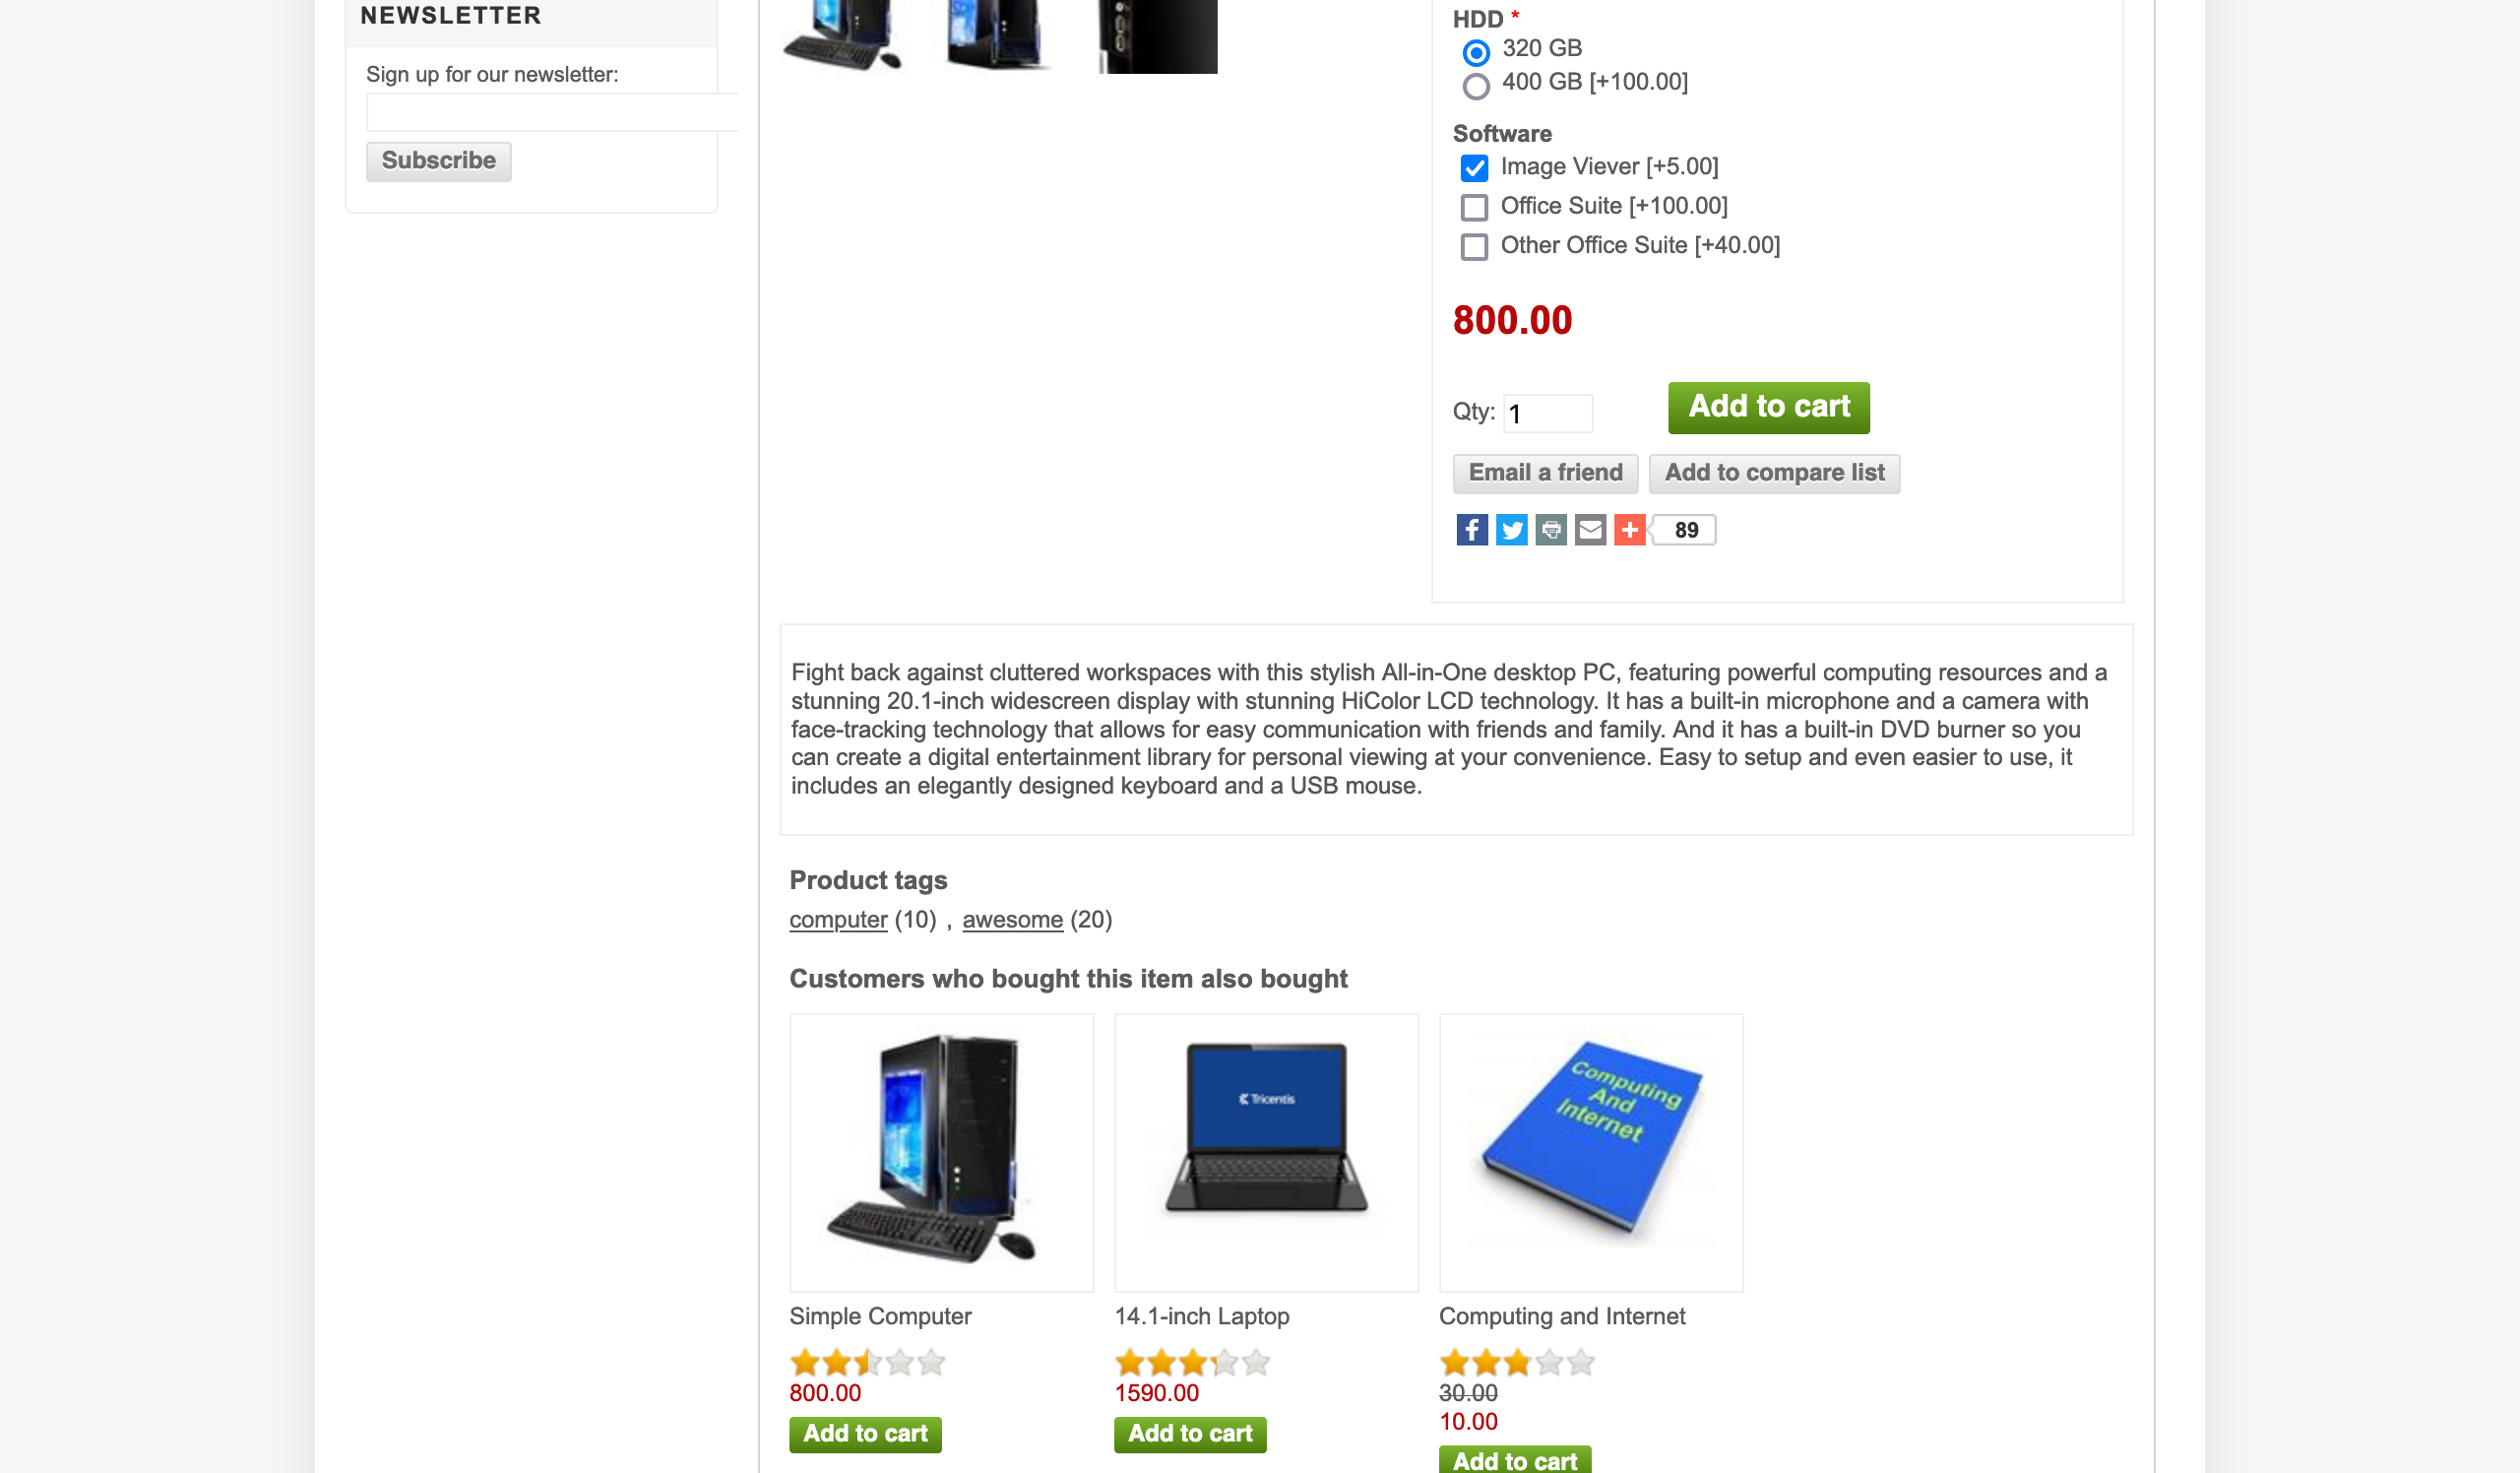 NEWSLETTER
Sign up for our newsletter:
Subscribe
HDD *
320 GB
400 GB [+100.00]
Software
Image Viever [+5.00]
Office Suite [+100.00]
Other Office Suite [+40.00]
800.00
Qty: 1
Add to cart
Email a friend
Add to compare list
89
Fight back against cluttered workspaces with this stylish All-in-One desktop PC, featuring powerful computing resources and a
stunning 20.1-inch widescreen display with stunning HiColor LCD technology. It has a built-in microphone and a camera with
face-tracking technology that allows for easy communication with friends and family. And it has a built-in DVD burner so you
can create a digital entertainment library for personal viewing at your convenience. Easy to setup and even easier to use, it
includes an elegantly designed keyboard and a USB mouse.
Product tags
computer (10) , awesome (20)
Customers who bought this item also bought
Tricentis
Computing
And
Internet
Simple Computer
14.1-inch Laptop
Computing and Internet
800.00
1590.00
30.00
10.00
Add to cart
Add to cart
Add to cart